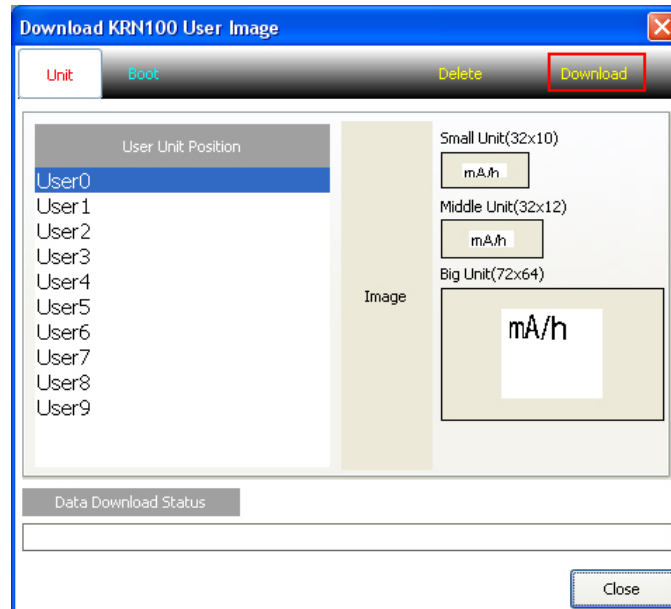 Download KRN100 User Image
Unit Boot Delete Download
User Unit Position
User0
User1
User2
User3
User4
User5
User6
User7
User8
User9
Image
Small Unit(32x10)
mA/h
Middle Unit(32x12)
mA/h
Big Unit(72x64)
mA/h
Data Download Status
Close